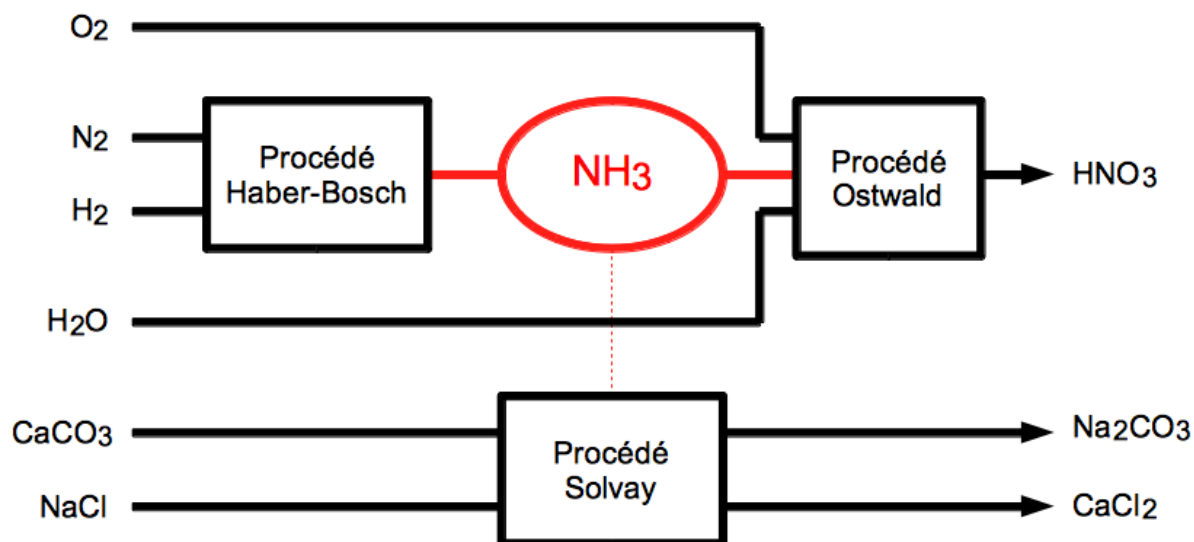 O2
N2
H2
Procédé
Haber-Bosch
NH3
Procédé
Ostwald
HNO3
H2O
CaCO3
NaCl
Procédé
Solvay
Na2CO3
CaCl2